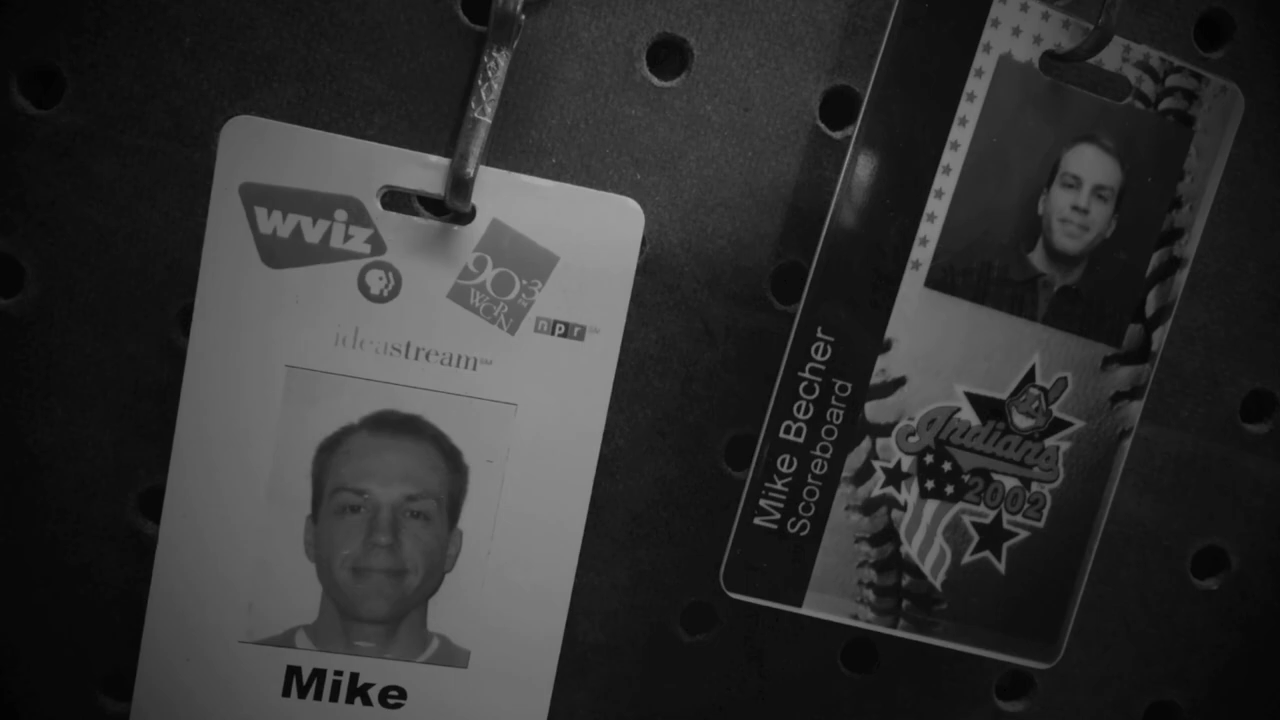 wviz
90.3
WCPN
npr
ideastream
Mike
Mike Becher
Scoreboard
Indians
2002